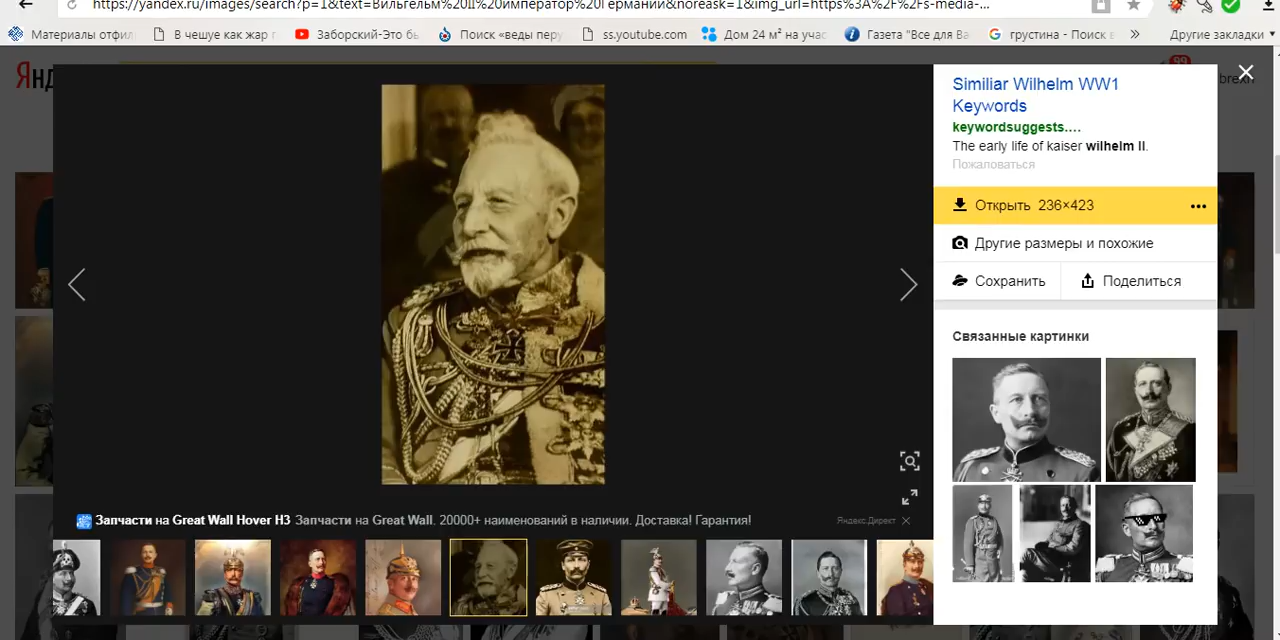 https://yandex.ru/images/search?p=1&text=Вильгельм%20II%20император%20Германии&noreask=1&img_url=https%3A%2F%2Fs-media-...
Материалы отфил
В чешуе как жар г
Заборский-Это бы
Поиск «веды перу
ss.youtube.com
Дом 24 м² на учас
Газета "Все для Ва
грустина - Поиск в
»
Другие закладки
Янд
99
Similiar Wilhelm WW1
Keywords
keywordsuggests....
The early life of kaiser wilhelm II.
Пожаловаться
Открыть 236×423
Другие размеры и похожие
Сохранить
Поделиться
Связанные картинки
Запчасти на Great Wall Hover H3 Запчасти на Great Wall. 20000+ наименований в наличии. Доставка! Гарантия!
Яндекс.Директ